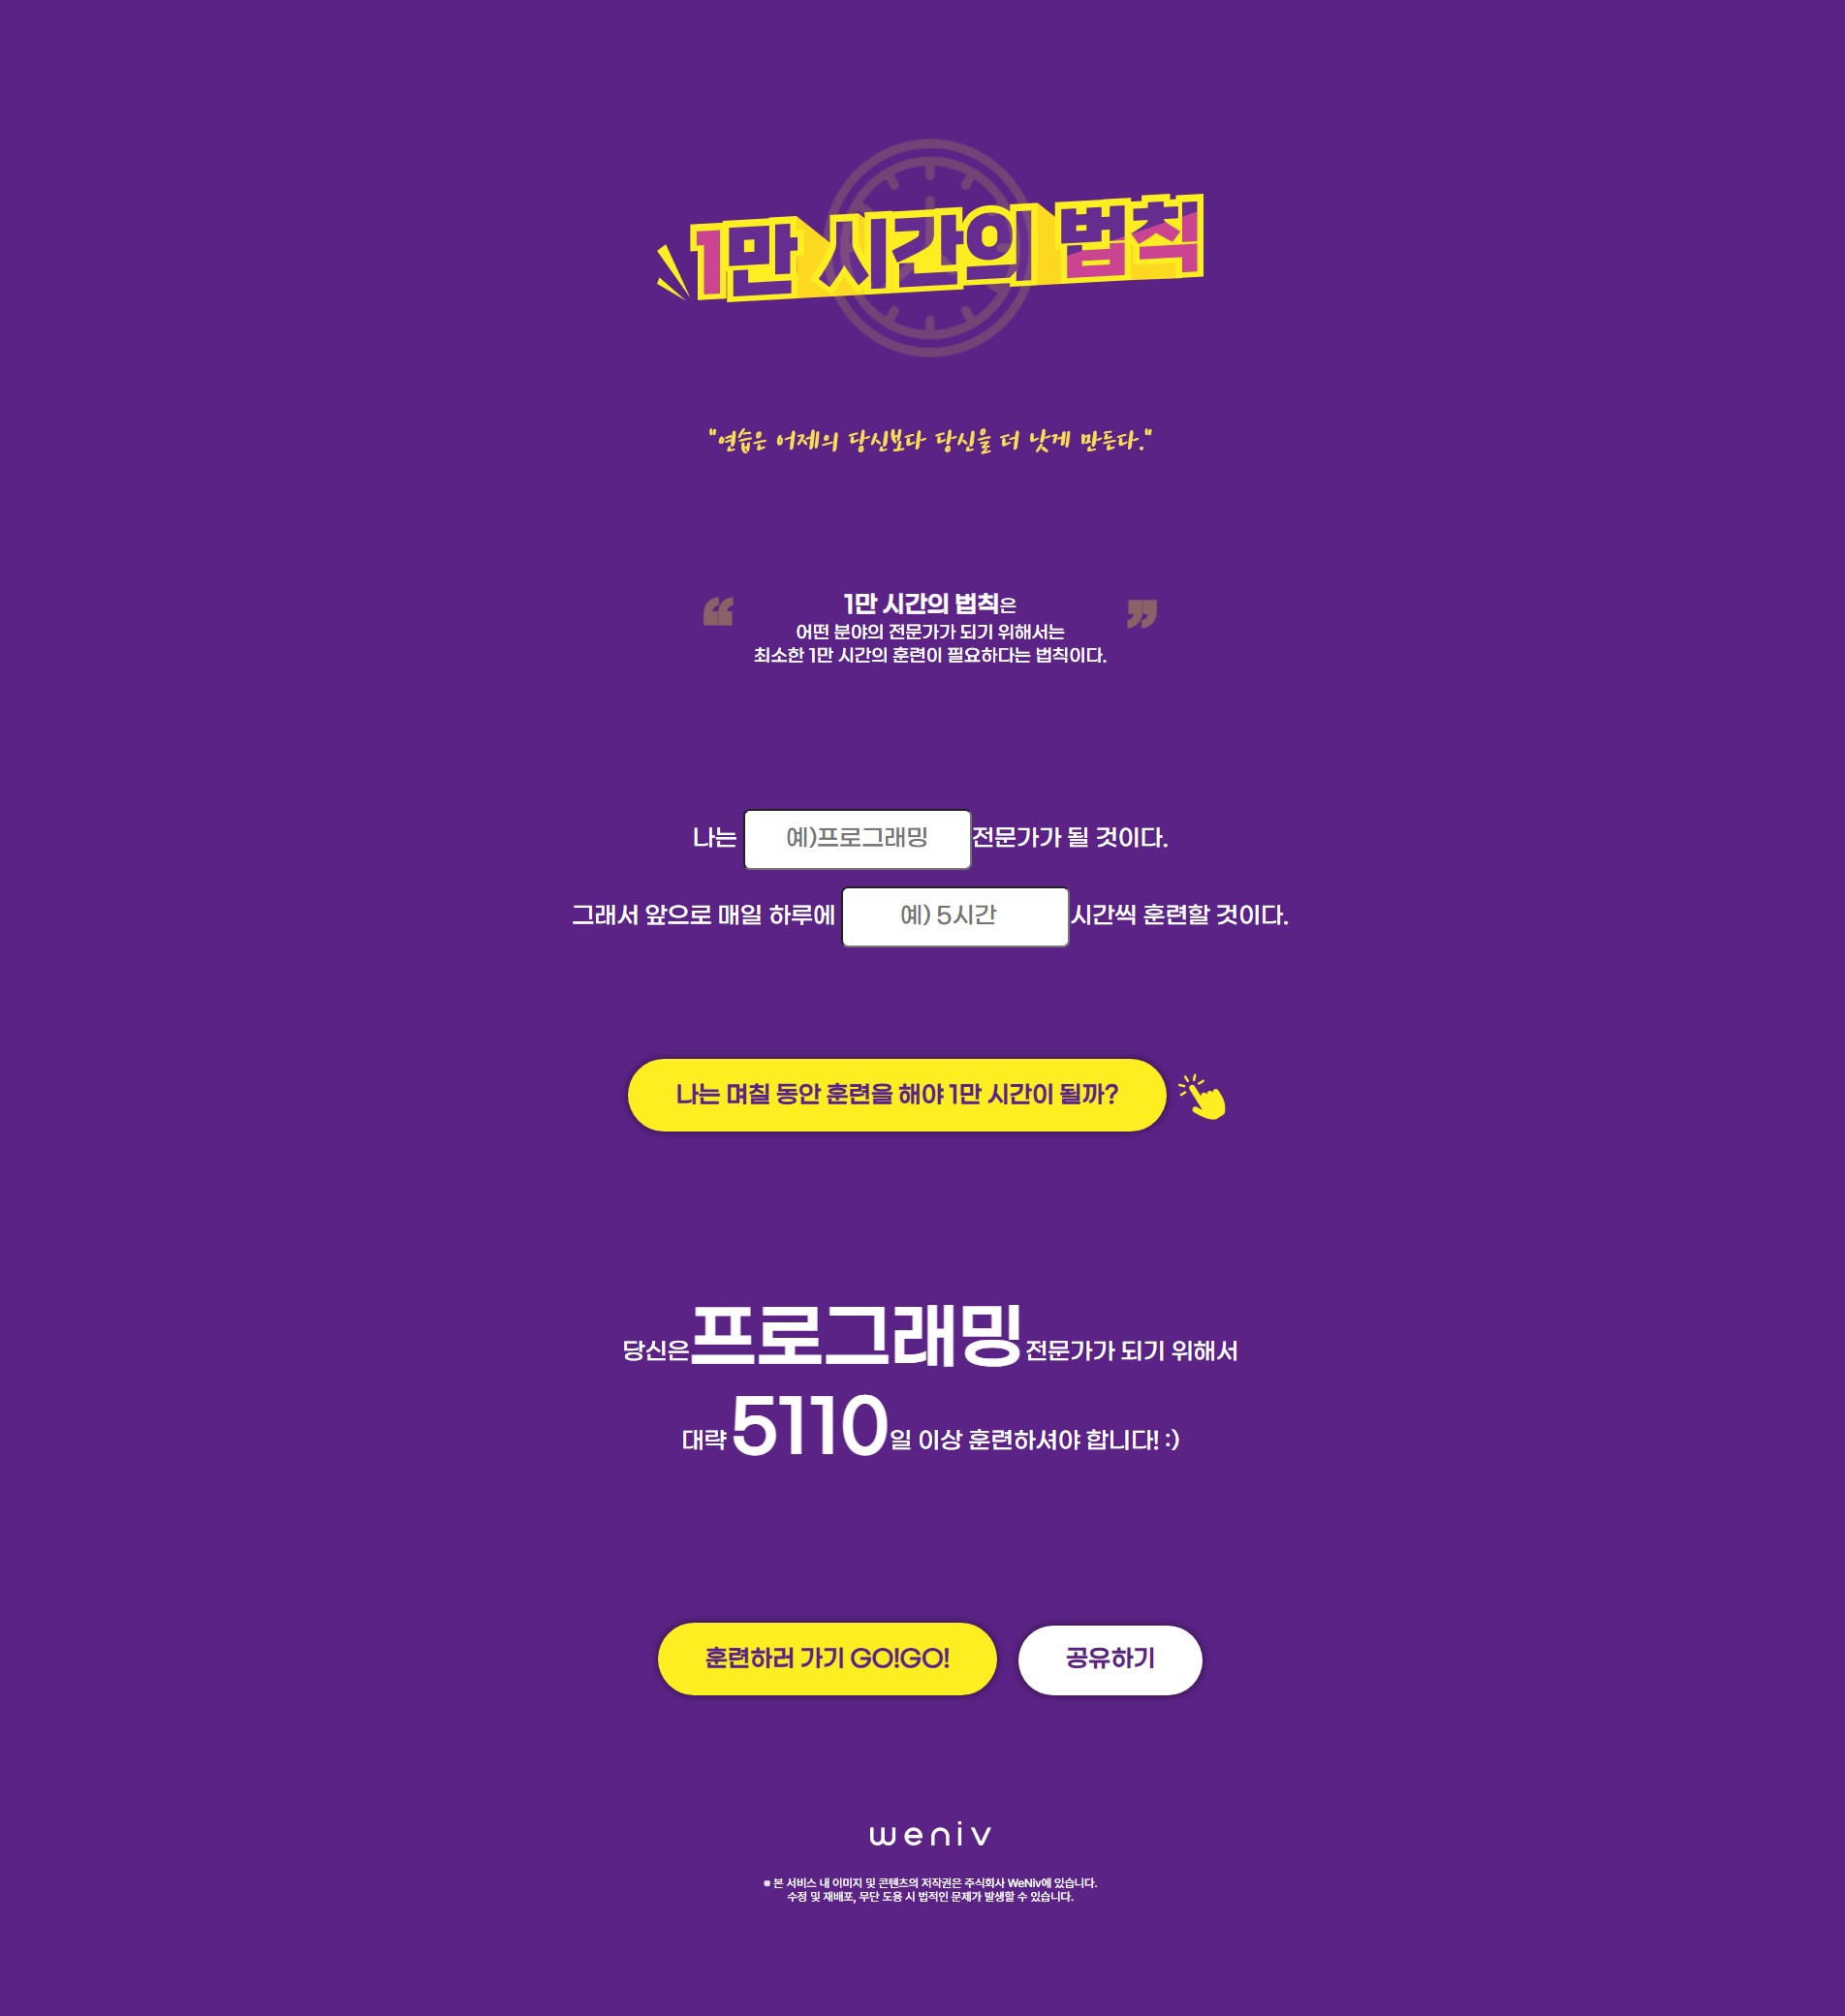 1만 시간의 법칙
"연습은 어제의 당신보다 당신을 더 낫게 만든다."
“ 1만 시간의 법칙은 ”
어떤 분야의 전문가가 되기 위해서는
최소한 1만 시간의 훈련이 필요하다는 법칙이다.
나는 예)프로그래밍 전문가가 될 것이다.
그래서 앞으로 매일 하루에 예) 5시간 시간씩 훈련할 것이다.
나는 며칠 동안 훈련을 해야 1만 시간이 될까?
당신은프로그래밍 전문가가 되기 위해서
대략 5110일 이상 훈련하셔야 합니다! :)
훈련하러 가기 GO!GO! 공유하기
weniv
※ 본 서비스 내 이미지 및 콘텐츠의 저작권은 주식회사 WeNiv에 있습니다.
수정 및 재배포, 무단 도용 시 법적인 문제가 발생할 수 있습니다.